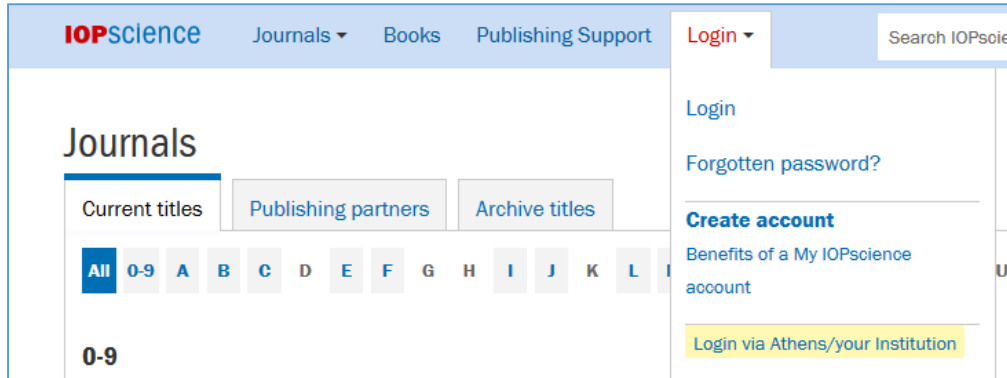 IOPscience Journals Books Publishing Support Login Search IOPscie
Login
Journals
Forgotten password?
Current titles Publishing partners Archive titles
Create account
Benefits of a My IOPscience
account
All 0-9 A B C D E F G H I J K L U
Login via Athens/your Institution
0-9